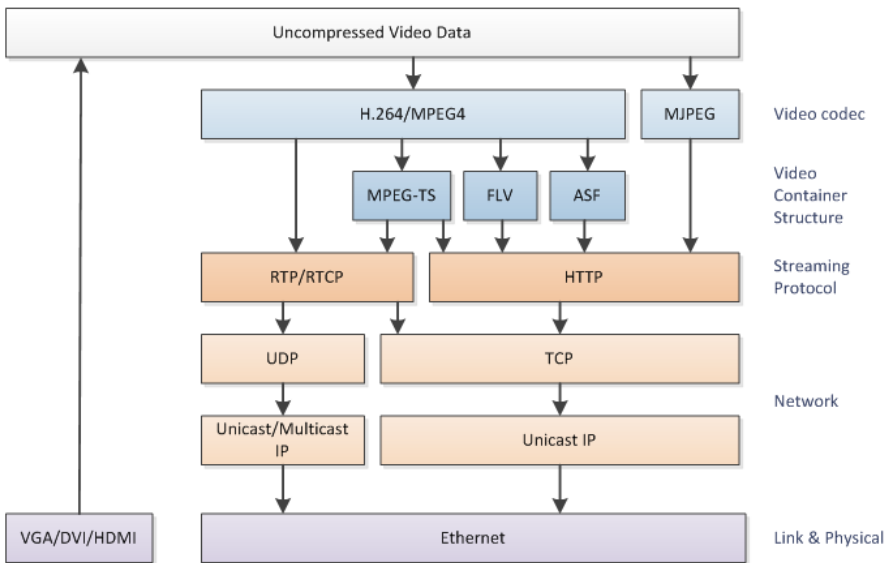 Uncompressed Video Data
H.264/MPEG4
MJPEG
Video codec
MPEG-TS
FLV
ASF
Video
Container
Structure
RTP/RTCP
HTTP
Streaming
Protocol
UDP
TCP
Network
Unicast/Multicast
IP
Unicast IP
VGA/DVI/HDMI
Ethernet
Link & Physical